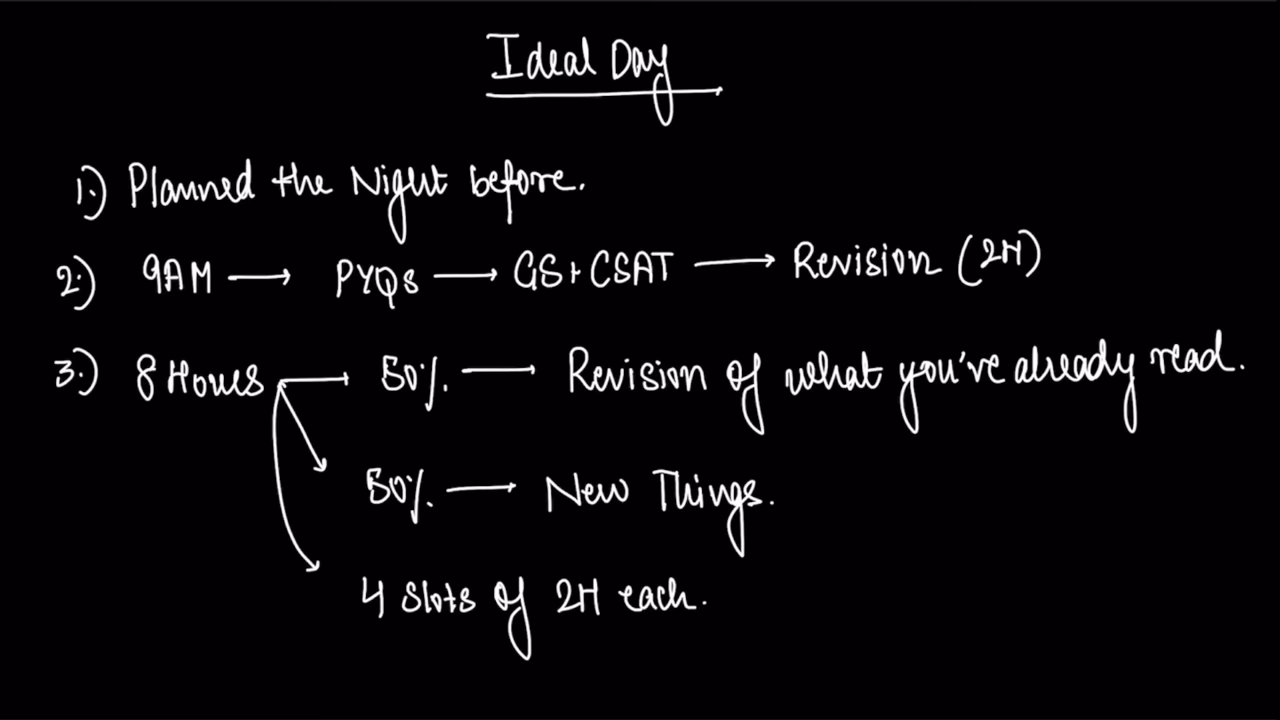 Ideal Day
1.) Planned the Night before.
2.) 9AM → PYQs → GS+CSAT → Revision (2H)
3.) 8 Hours → 50%. → Revision of what you've already read.
50%. → New Things.
4 slots of 2H each.